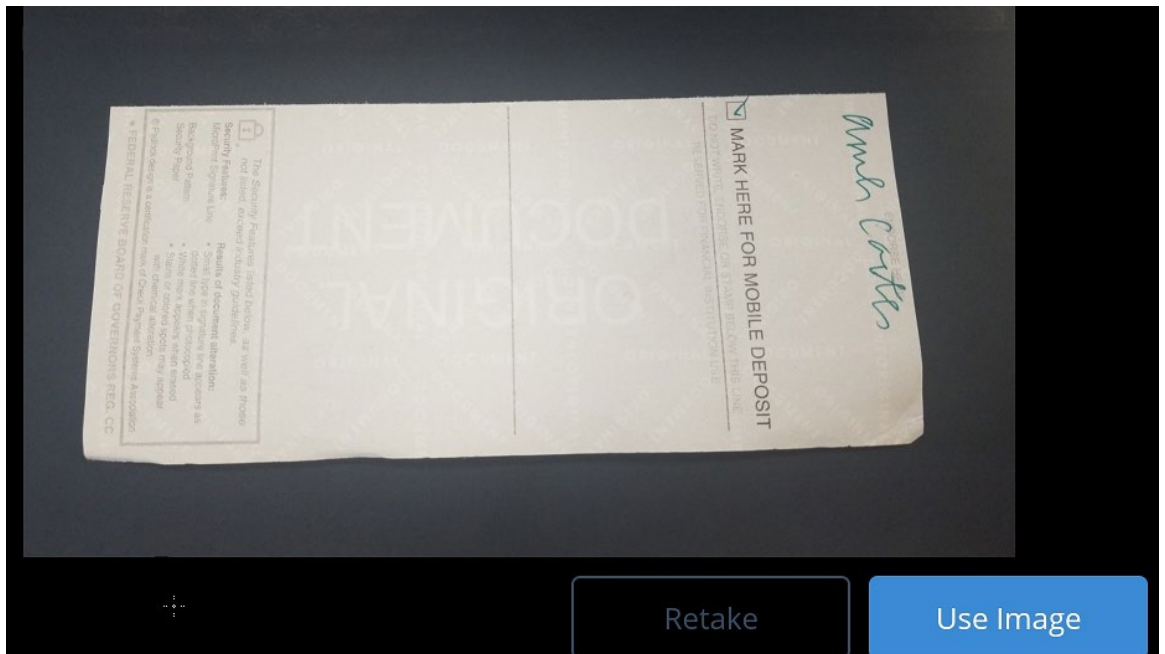 Cortes
MARK HERE FOR MOBILE DEPOSIT
DO NOT WRITE, ENDORSE OR STAMP BELOW THIS LINE
RESERVED FOR FINANCIAL INSTITUTION USE
ORIGINAL
DOCUMENT
The Security Features listed below, as well as those
not listed, exceed industry guidelines.
Security Features:
Results of document alteration:
MicroPrint Signature Line
• Small type in signature line appears as
dotted line when photocopied
Background Pattern
• White mark appears when erased
Security Paper
• Stains or colored spots may appear
with chemical alteration
® Padlock design is a certification mark of Check Payment Systems Association
* FEDERAL RESERVE BOARD OF GOVERNORS REG. CC
Retake
Use Image